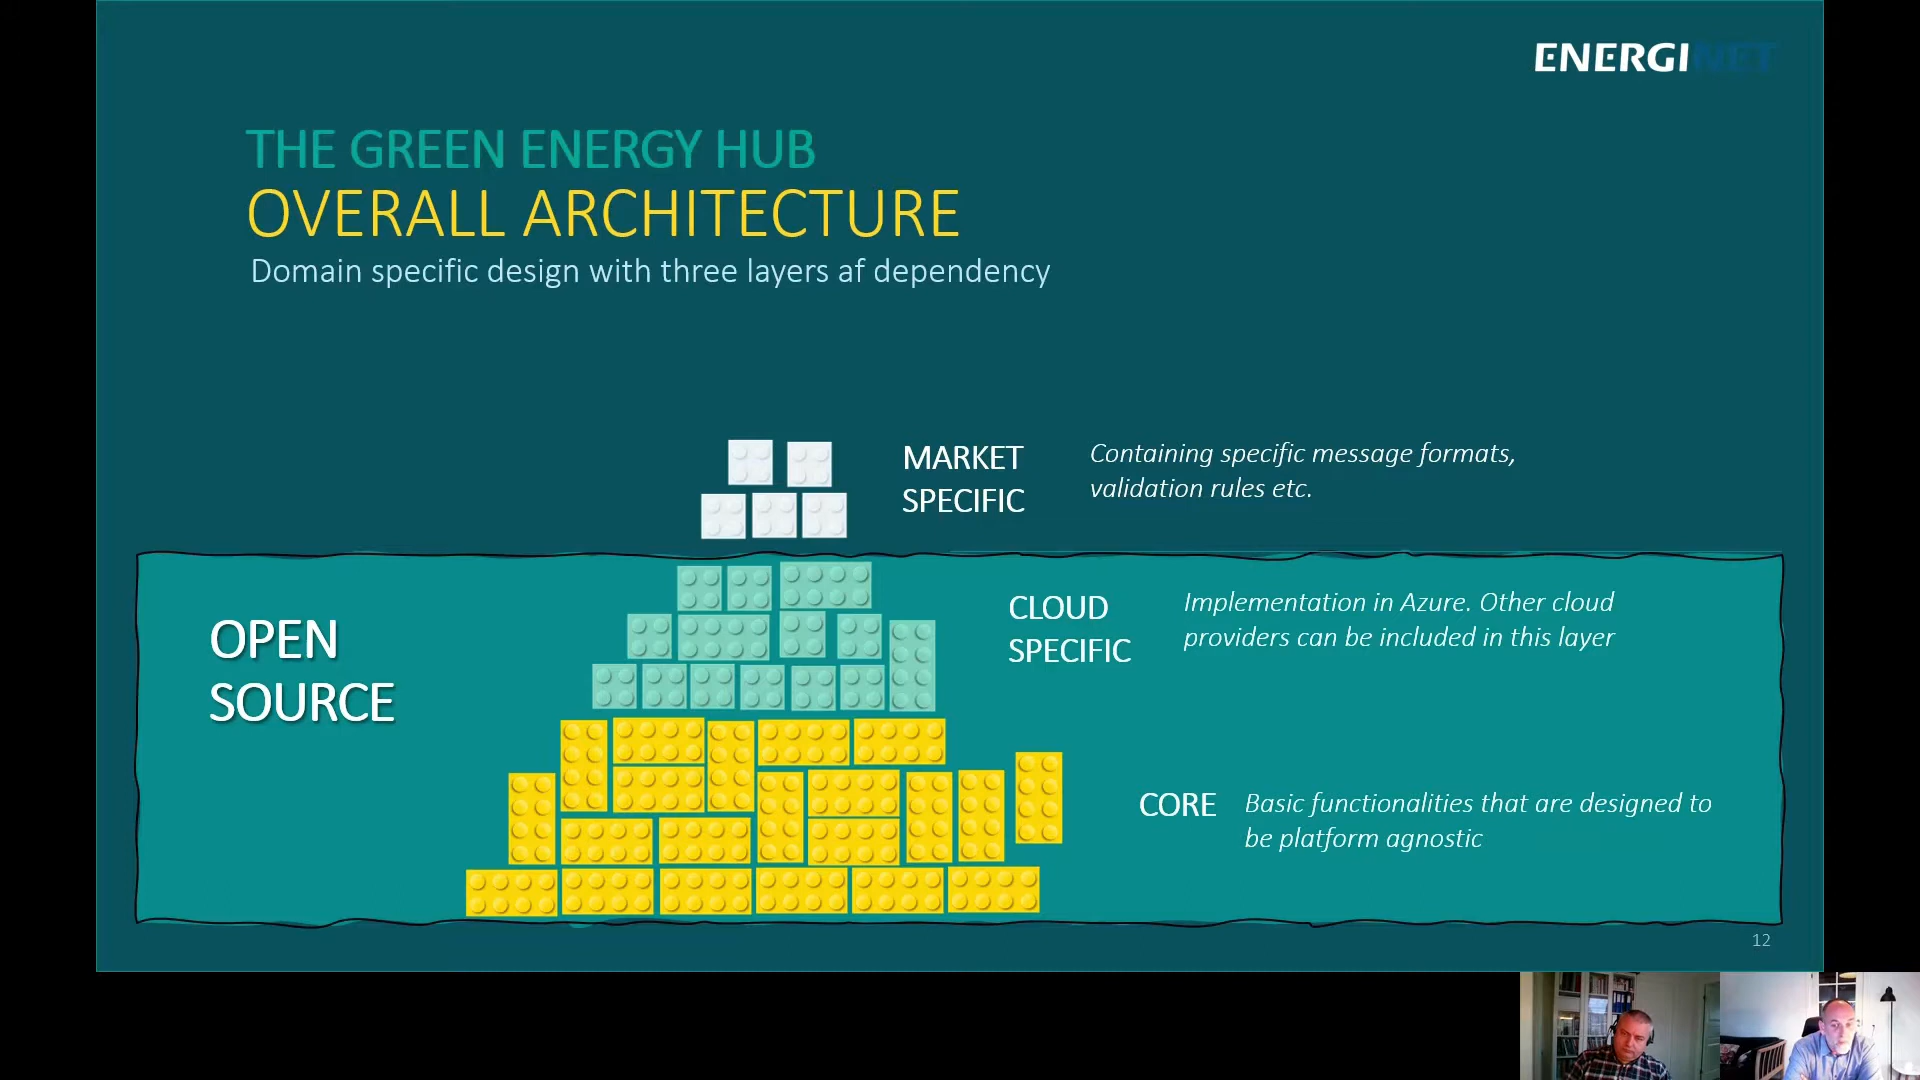 ENERGINET
THE GREEN ENERGY HUB
OVERALL ARCHITECTURE
Domain specific design with three layers af dependency
MARKET
SPECIFIC
Containing specific message formats,
validation rules etc.
OPEN
SOURCE
CLOUD
SPECIFIC
Implementation in Azure. Other cloud
providers can be included in this layer
CORE
Basic functionalities that are designed to
be platform agnostic
12